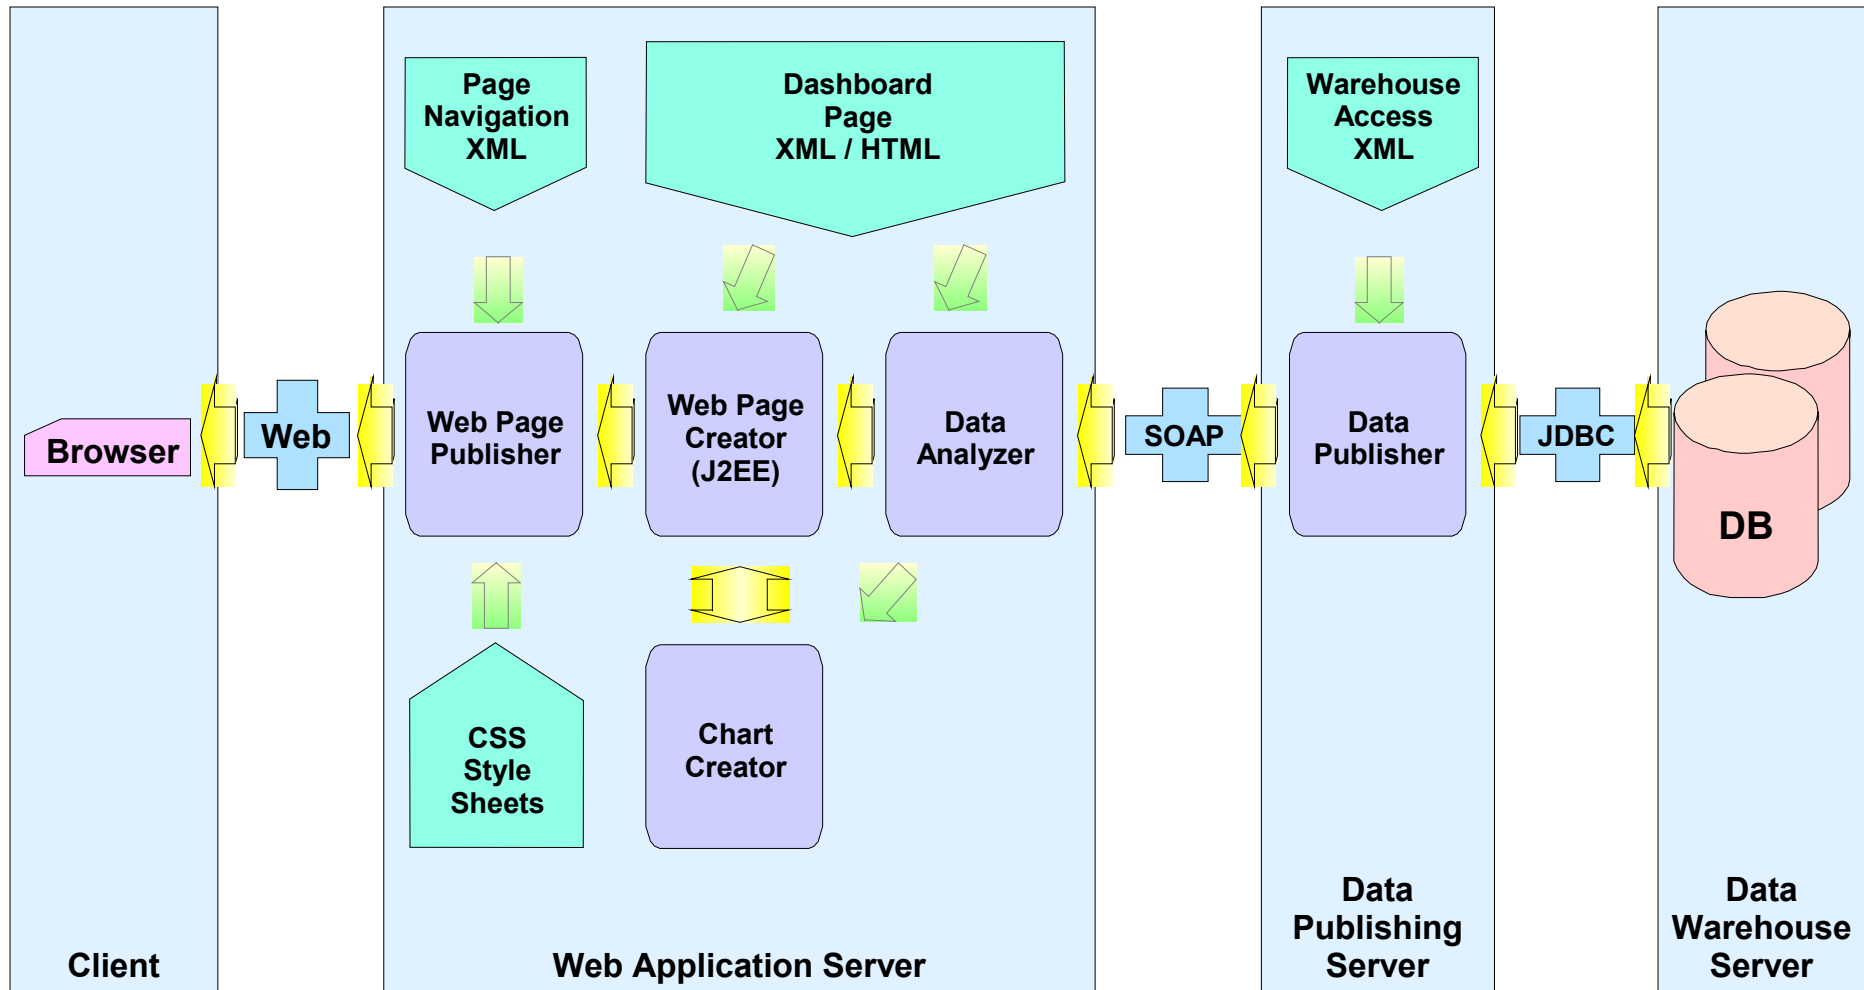 Page
Navigation
XML
Dashboard
Page
XML / HTML
Warehouse
Access
XML
Browser
Web
Web Page
Publisher
Web Page
Creator
(J2EE)
Data
Analyzer
SOAP
Data
Publisher
JDBC
DB
CSS
Style
Sheets
Chart
Creator
Client
Web Application Server
Data
Publishing
Server
Data
Warehouse
Server